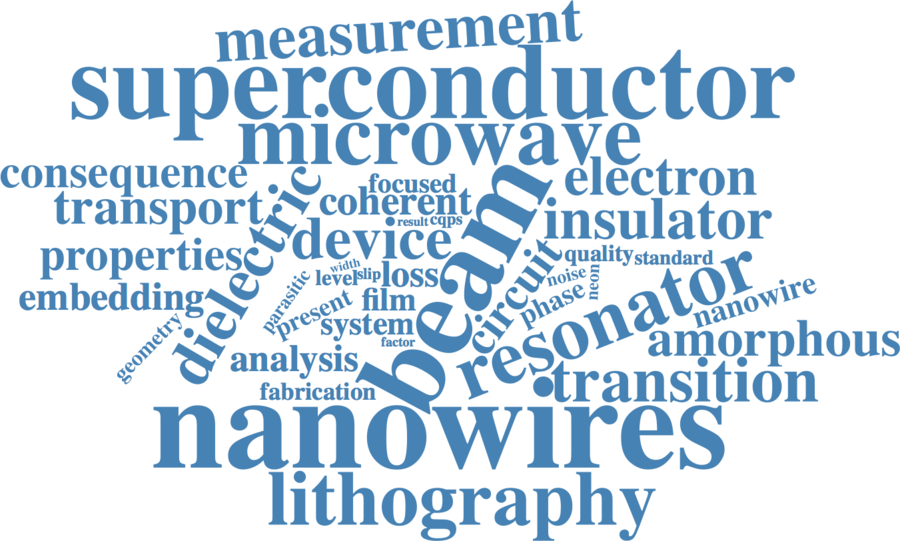 measurement
superconductor
microwave
consequence
focused
electron
transport
dielectric
coherent
result
cqps
insulator
device
beam
properties
quality
standard
width
level
slip
loss
circuit
noise
neon
resonator
embedding
parasitic
present
film
phase
nanowire
geometry
system
factor
amorphous
analysis
transition
fabrication
nanowires
lithography